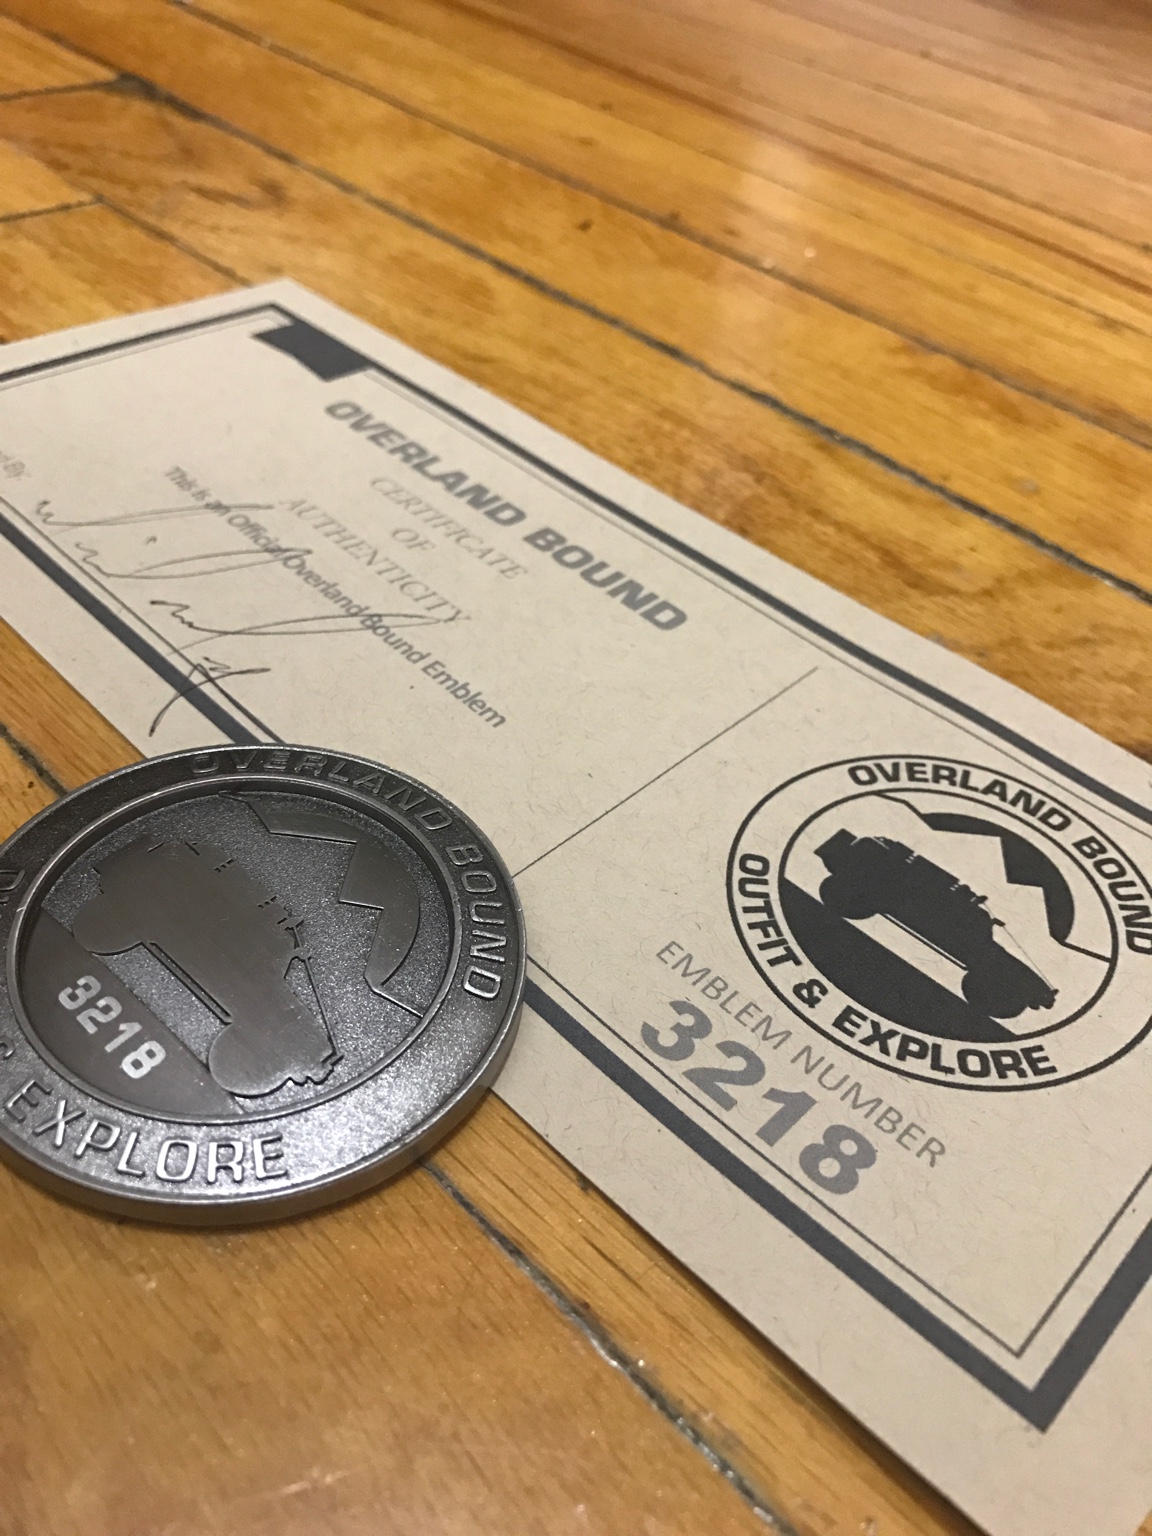 OVERLAND BOUND
CERTIFICATE
OF
AUTHENTICITY
This is an Official Overland Bound Emblem
By:
OVERLAND BOUND
OUTFIT & EXPLORE
EMBLEM NUMBER
3218
OVERLAND BOUND
3218
EXPLORE